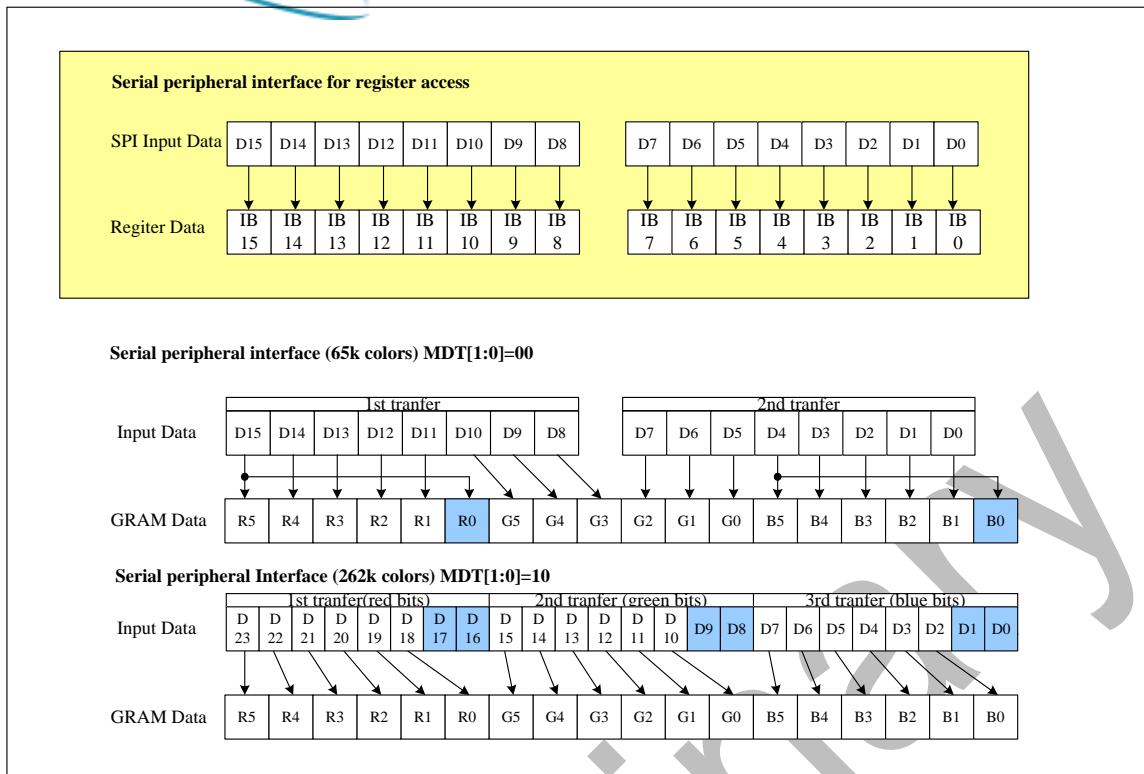 Serial peripheral interface for register access
SPI Input Data D15 D14 D13 D12 D11 D10 D9 D8 D7 D6 D5 D4 D3 D2 D1 D0
Regiter Data IB 15 IB 14 IB 13 IB 12 IB 11 IB 10 IB 9 IB 8 IB 7 IB 6 IB 5 IB 4 IB 3 IB 2 IB 1 IB 0
Serial peripheral interface (65k colors) MDT[1:0]=00
1st tranfer 2nd tranfer
Input Data D15 D14 D13 D12 D11 D10 D9 D8 D7 D6 D5 D4 D3 D2 D1 D0
GRAM Data R5 R4 R3 R2 R1 R0 G5 G4 G3 G2 G1 G0 B5 B4 B3 B2 B1 B0
Serial peripheral Interface (262k colors) MDT[1:0]=10
1st tranfer(red bits) 2nd tranfer (green bits) 3rd tranfer (blue bits)
Input Data D 23 D 22 D 21 D 20 D 19 D 18 D 17 D 16 D 15 D 14 D 13 D 12 D 11 D 10 D9 D8 D7 D6 D5 D4 D3 D2 D1 D0
GRAM Data R5 R4 R3 R2 R1 R0 G5 G4 G3 G2 G1 G0 B5 B4 B3 B2 B1 B0